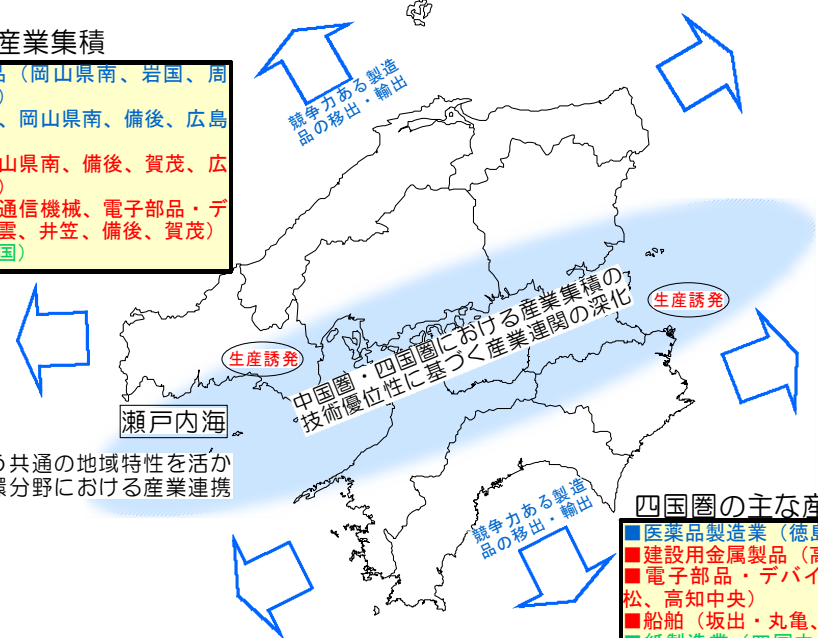 産業集積
品（岡山県南、岩国、周
）
、岡山県南、備後、広島
山県南、備後、賀茂、広
）
通信機械、電子部品・デ
雲、井笠、備後、賀茂）
国）
競争力ある製造
品の移出・輸出
生産誘発
中国圏・四国圏における産業集積の
技術優位性に基づく産業連関の深化
生産誘発
瀬戸内海
う共通の地域特性を活か
環分野における産業連携
競争力ある製造
品の移出・輸出
四国圏の主な産
■医薬品製造業（徳島
■建設用金属製品（高
■電子部品・デバイ
松、高知中央）
■船舶（坂出・丸亀、